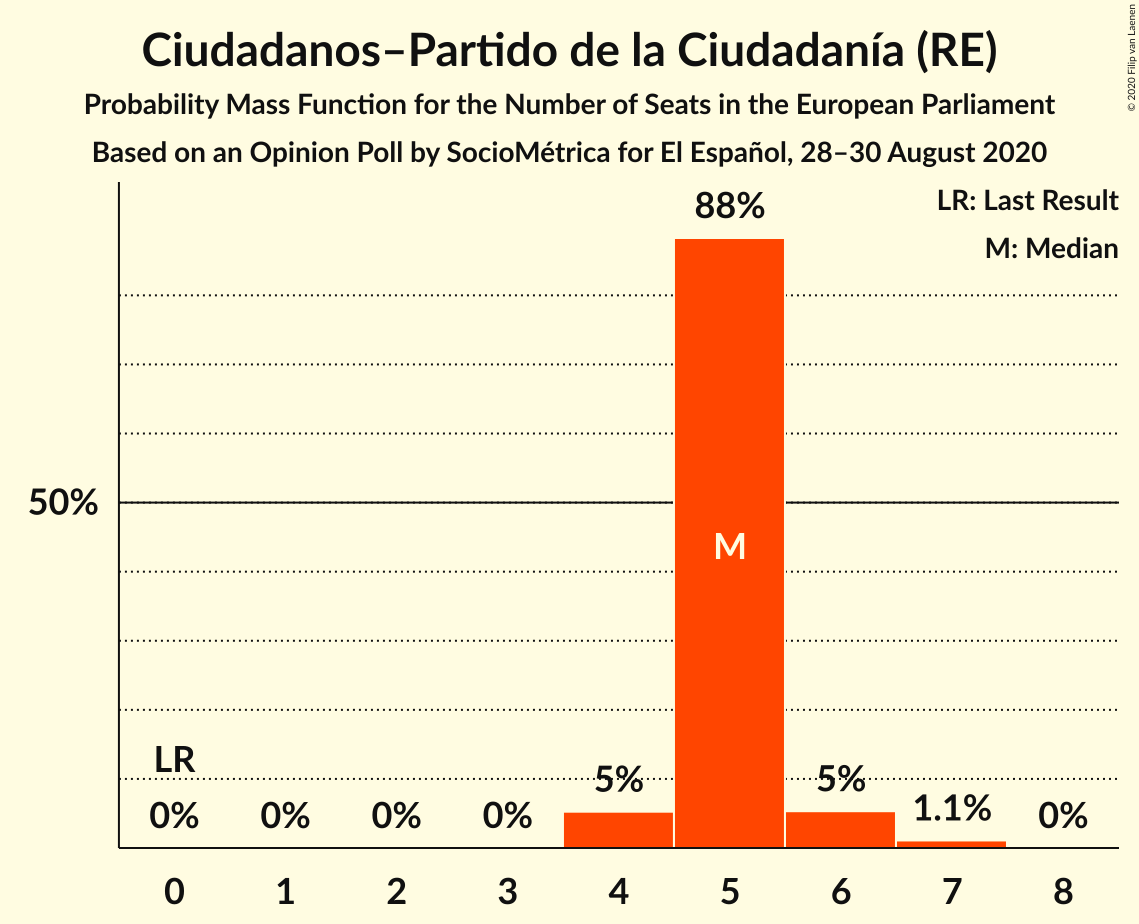 Ciudadanos–Partido de la Ciudadanía (RE)
Probability Mass Function for the Number of Seats in the European Parliament
Based on an Opinion Poll by SocioMétrica for El Español, 28–30 August 2020
© 2020 Filip van Laenen
LR: Last Result
M: Median
88%
50%
M
LR
0%
0%
0%
0%
5%
5%
1.1%
0%
0
1
2
3
4
5
6
7
8